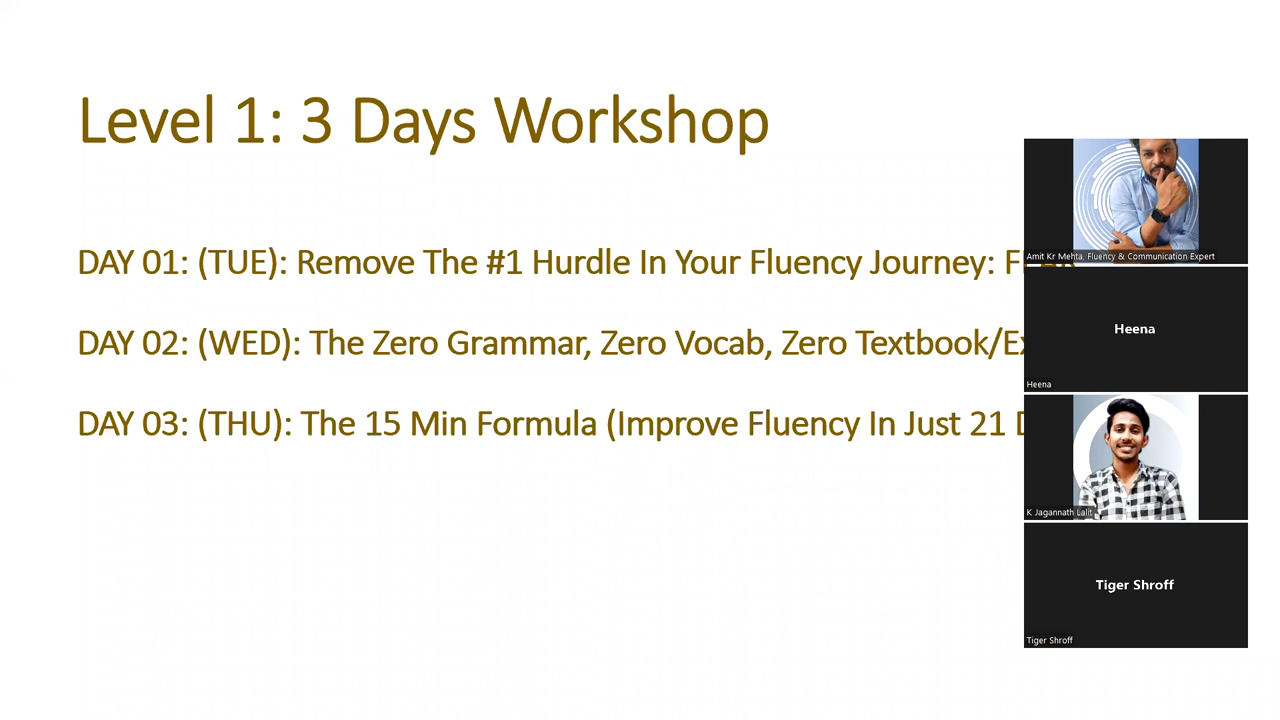 Level 1: 3 Days Workshop
DAY 01: (TUE): Remove The #1 Hurdle In Your Fluency Journey:
DAY 02: (WED): The Zero Grammar, Zero Vocab, Zero Textbook/
DAY 03: (THU): The 15 Min Formula (Improve Fluency In Just 21
Amit Kr Mehta, Fluency & Communication Expert
Heena
Heena
K Jagannath Lalit
Tiger Shroff
Tiger Shroff